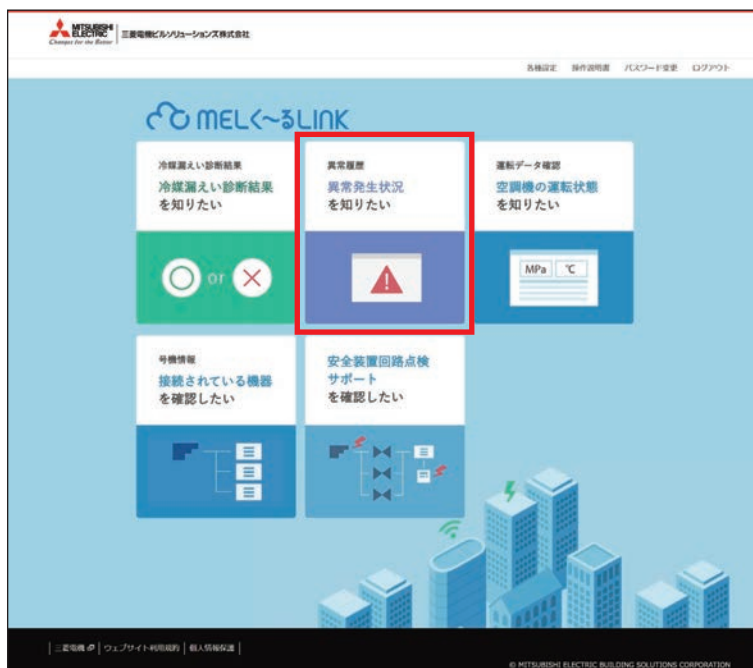 MITSUBISHI
ELECTRIC
Changes for the Better
三菱電機ビルソリューションズ株式会社
各種設定 操作説明書 パスワード変更 ログアウト
MELく～るLINK
冷媒漏えい診断結果
冷媒漏えい診断結果
を知りたい
or
異常履歴
異常発生状況
を知りたい
運転データ確認
空調機の運転状態
を知りたい
MPa ℃
号機情報
接続されている機器
を確認したい
安全装置回路点検
サポート
を確認したい
三菱電機 ウェブサイト利用規約 個人情報保護
© MITSUBISHI ELECTRIC BUILDING SOLUTIONS CORPORATION